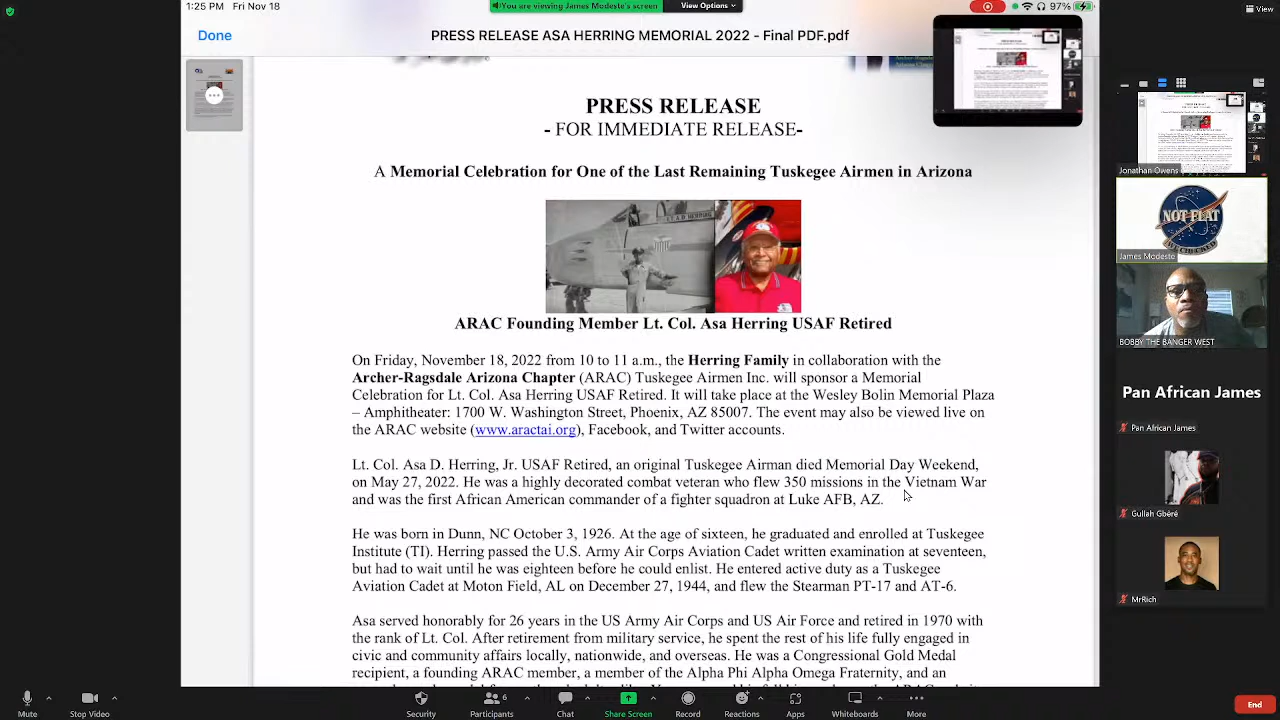 1:25 PM Fri Nov 18
You are viewing James Modeste's screen
View Options
97%
View
Done
PRESS RELEASE ASA HERRING MEMORIAL 2022 - Final PDF.pdf
PRESS RELEASE
- FOR IMMEDIATE RELEASE-
A Memorial Celebration for One of the Last Remaining Tuskegee Airmen in Arizona
LT. A.D HERRING
ARAC Founding Member Lt. Col. Asa Herring USAF Retired
On Friday, November 18, 2022 from 10 to 11 a.m., the Herring Family in collaboration with the
Archer-Ragsdale Arizona Chapter (ARAC) Tuskegee Airmen Inc. will sponsor a Memorial
Celebration for Lt. Col. Asa Herring USAF Retired. It will take place at the Wesley Bolin Memorial Plaza
– Amphitheater: 1700 W. Washington Street, Phoenix, AZ 85007. The event may also be viewed live on
the ARAC website (www.aractai.org), Facebook, and Twitter accounts.
Lt. Col. Asa D. Herring, Jr. USAF Retired, an original Tuskegee Airman died Memorial Day Weekend,
on May 27, 2022. He was a highly decorated combat veteran who flew 350 missions in the Vietnam War
and was the first African American commander of a fighter squadron at Luke AFB, AZ.
He was born in Dunn, NC October 3, 1926. At the age of sixteen, he graduated and enrolled at Tuskegee
Institute (TI). Herring passed the U.S. Army Air Corps Aviation Cadet written examination at seventeen,
but had to wait until he was eighteen before he could enlist. He entered active duty as a Tuskegee
Aviation Cadet at Moton Field, AL on December 27, 1944, and flew the Stearman PT-17 and AT-6.
Asa served honorably for 26 years in the US Army Air Corps and US Air Force and retired in 1970 with
the rank of Lt. Col. After retirement from military service, he spent the rest of his life fully engaged in
civic and community affairs locally, nationwide, and overseas. He was a Congressional Gold Medal
recipient, a founding ARAC member, a member of the Alpha Phi Alpha Omega Fraternity, and an
Jonathan Owens
NOT FLAT
James Modeste
BOBBY THE BANGER WEST
Pan African James
Pan African James
Gullah Gbéré
MrRich
Mute
Stop Video
Security
6
Participants
Chat
Share Screen
Record
Reactions
Apps
Whiteboards
More
End